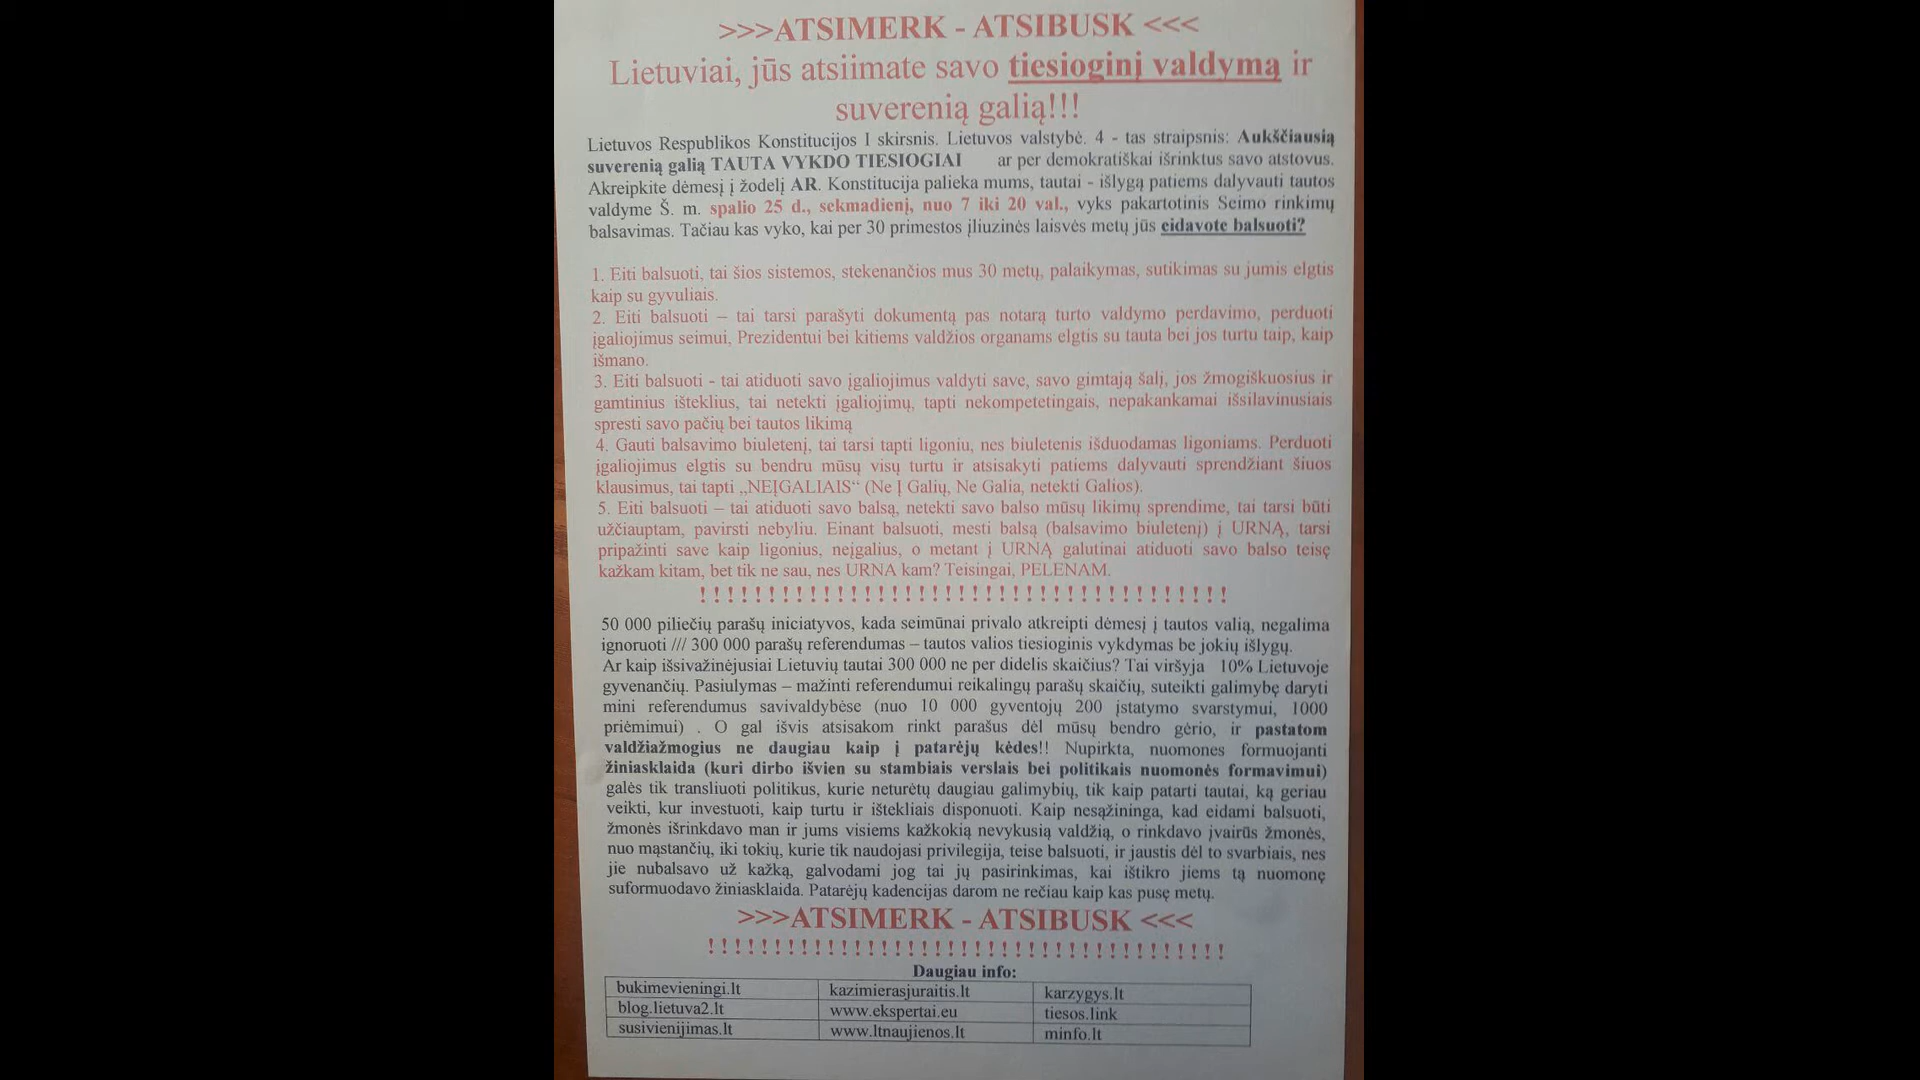 >>>ATSIMERK - ATSIBUSK <<<
Lietuviai, jūs atsiimate savo tiesioginį valdymą ir
suverenią galią!!!
Lietuvos Respublikos Konstitucijos I skirsnis. Lietuvos valstybė. 4 - tas straipsnis: Aukščiausią
suverenią galią TAUTA VYKDO TIESIOGIAI ar per demokratiškai išrinktus savo atstovus.
Akreipkite dėmesį į žodelį AR. Konstitucija palieka mums, tautai - išlygą patiems dalyvauti tautos
valdyme Š. m. spalio 25 d., sekmadienį, nuo 7 iki 20 val., vyks pakartotinis Seimo rinkimų
balsavimas. Tačiau kas vyko, kai per 30 primestos įliuzinės laisvės metų jūs eidavote balsuoti?
1. Eiti balsuoti, tai šios sistemos, stekenančios mus 30 metų, palaikymas, sutikimas su jumis elgtis
kaip su gyvuliais.
2. Eiti balsuoti – tai tarsi parašyti dokumentą pas notarą turto valdymo perdavimo, perduoti
įgaliojimus seimui, Prezidentui bei kitiems valdžios organams elgtis su tauta bei jos turtu taip, kaip
išmano.
3. Eiti balsuoti - tai atiduoti savo įgaliojimus valdyti save, savo gimtąją šalį, jos žmogiškuosius ir
gamtinius išteklius, tai netekti įgaliojimų, tapti nekompetetingais, nepakankamai išsilavinusiais
spresti savo pačių bei tautos likimą
4. Gauti balsavimo biuletenį, tai tarsi tapti ligoniu, nes biuletenis išduodamas ligoniams. Perduoti
įgaliojimus elgtis su bendru mūsų visų turtu ir atsisakyti patiems dalyvauti sprendžiant šiuos
klausimus, tai tapti „NEĮGALIAIS“ (Ne Į Galių, Ne Galia, netekti Galios).
5. Eiti balsuoti – tai atiduoti savo balsą, netekti savo balso mūsų likimų sprendime, tai tarsi būti
užčiauptam, pavirsti nebyliu. Einant balsuoti, mesti balsą (balsavimo biuletenį) į URNĄ, tarsi
pripažinti save kaip ligonius, neįgalius, o metant į URNĄ galutinai atiduoti savo balso teisę
kažkam kitam, bet tik ne sau, nes URNA kam? Teisingai, PELENAM.
! ! ! ! ! ! ! ! ! ! ! ! ! ! ! ! ! ! ! ! ! ! ! ! ! ! ! ! ! ! ! ! ! ! ! ! ! ! !
50 000 piliečių parašų iniciatyvos, kada seimūnai privalo atkreipti dėmesį į tautos valią, negalima
ignoruoti /// 300 000 parašų referendumas – tautos valios tiesioginis vykdymas be jokių išlygų.
Ar kaip išsivažinėjusiai Lietuvių tautai 300 000 ne per didelis skaičius? Tai viršyja 10% Lietuvoje
gyvenančių. Pasiulymas – mažinti referendumui reikalingų parašų skaičių, suteikti galimybę daryti
mini referendumus savivaldybėse (nuo 10 000 gyventojų 200 įstatymo svarstymui, 1000
priėmimui) . O gal išvis atsisakom rinkt parašus dėl mūsų bendro gėrio, ir pastatom
valdžiažmogius ne daugiau kaip į patarėjų kėdes!! Nupirkta, nuomones formuojanti
žiniasklaida (kuri dirbo išvien su stambiais verslais bei politikais nuomonės formavimui)
galės tik transliuoti politikus, kurie neturėtų daugiau galimybių, tik kaip patarti tautai, ką geriau
veikti, kur investuoti, kaip turtu ir ištekliais disponuoti. Kaip nesąžininga, kad eidami balsuoti,
žmonės išrinkdavo man ir jums visiems kažkokią nevykusią valdžią, o rinkdavo įvairūs žmonės,
nuo mąstančių, iki tokių, kurie tik naudojasi privilegija, teise balsuoti, ir jaustis dėl to svarbiais, nes
jie nubalsavo už kažką, galvodami jog tai jų pasirinkimas, kai ištikro jiems tą nuomonę
suformuodavo žiniasklaida. Patarėjų kadencijas darom ne rečiau kaip kas pusę metų.
>>>ATSIMERK - ATSIBUSK <<<
! ! ! ! ! ! ! ! ! ! ! ! ! ! ! ! ! ! ! ! ! ! ! ! ! ! ! ! ! ! ! ! ! ! ! ! ! ! !
Daugiau info:
bukimevieningi.lt kazimierasjuraitis.lt karzygys.lt
blog.lietuva2.lt www.ekspertai.eu tiesos.link
susivienijimas.lt www.ltnaujienos.lt minfo.lt